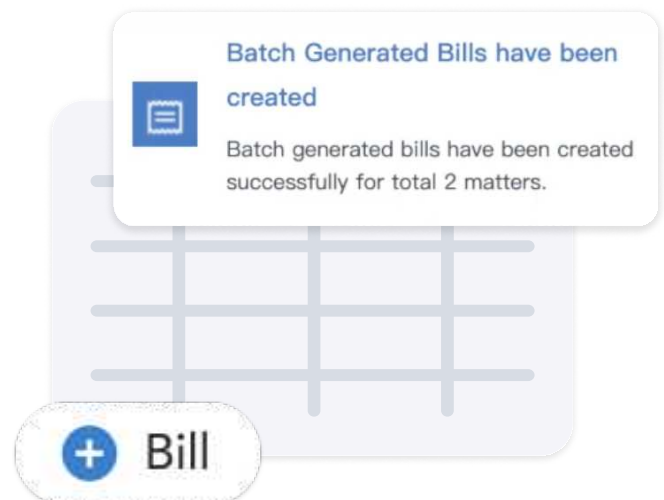 Batch Generated Bills have been
created
Batch generated bills have been created
successfully for total 2 matters.
Bill